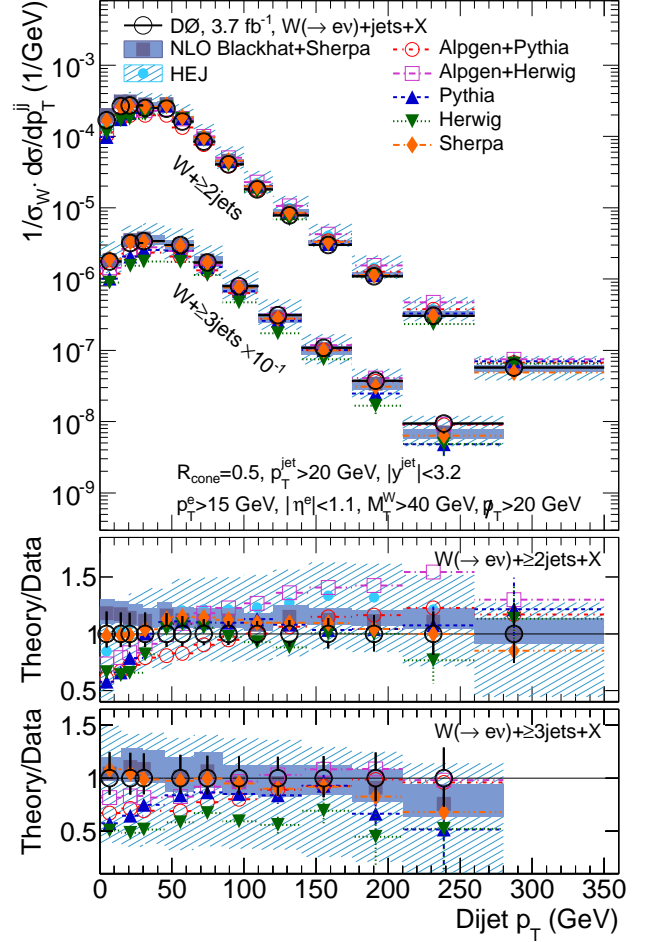 DØ, 3.7 fb⁻¹, W(→ eν)+jets+X
NLO Blackhat+Sherpa
HEJ
Alpgen+Pythia
Alpgen+Herwig
Pythia
Herwig
Sherpa
1/σ_W · dσ/dp_T^jj (1/GeV)
10⁻³
10⁻⁴
10⁻⁵
10⁻⁶
10⁻⁷
10⁻⁸
10⁻⁹
W+≥2jets
W+≥3jets ×10⁻¹
R_cone=0.5, p_T^jet>20 GeV, |y^jet|<3.2
p_T^e>15 GeV, |η^e|<1.1, M_T^W>40 GeV, p̸_T>20 GeV
W(→ eν)+≥2jets+X
Theory/Data
1.5
1.0
0.5
W(→ eν)+≥3jets+X
Theory/Data
1.5
1
0.5
0 50 100 150 200 250 300 350
Dijet p_T (GeV)